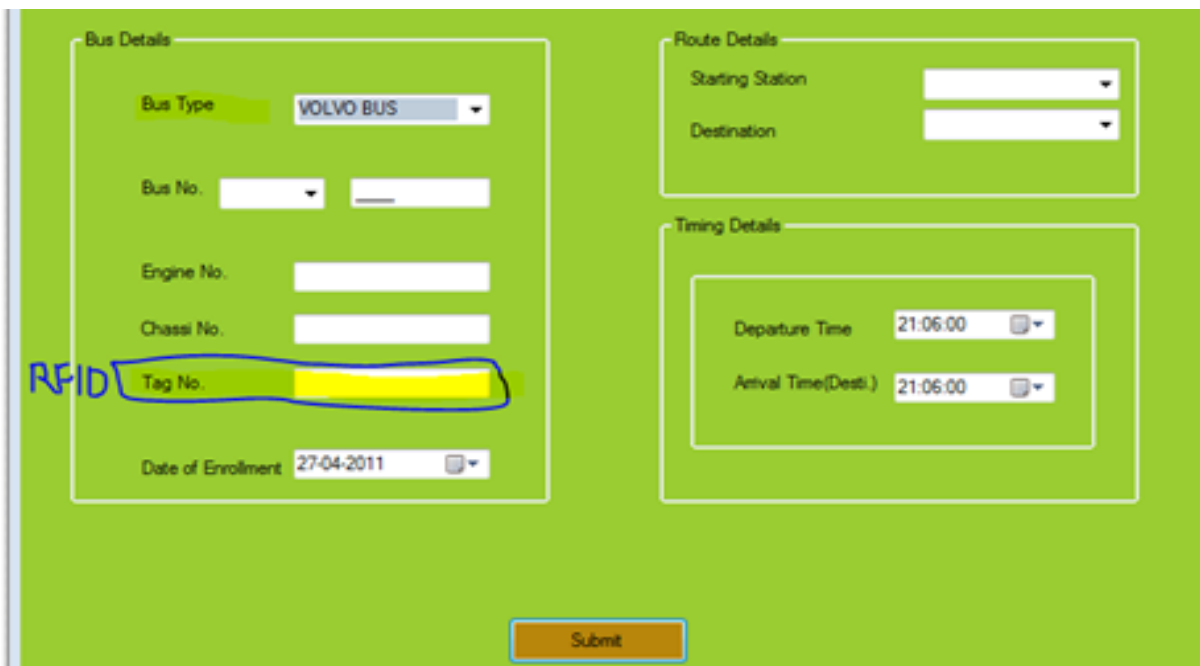 Bus Details
Bus Type VOLVO BUS
Bus No.
Engine No.
Chassi No.
RFID Tag No.
Date of Enrollment 27-04-2011
Route Details
Starting Station
Destination
Timing Details
Departure Time 21:06:00
Arrival Time(Desti.) 21:06:00
Submit